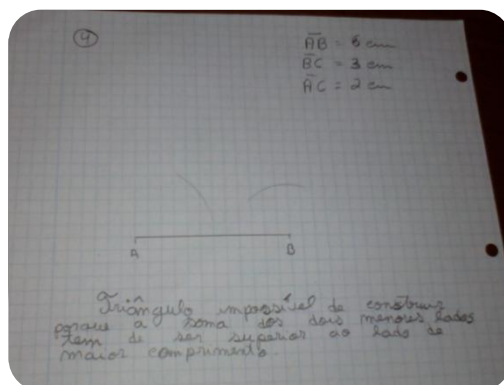 4
AB = 6 cm
BC = 3 cm
AC = 2 cm
A B
Triângulo impossível de construir
porque a soma dos dois menores lados
tem de ser superior ao lado de
maior comprimento.